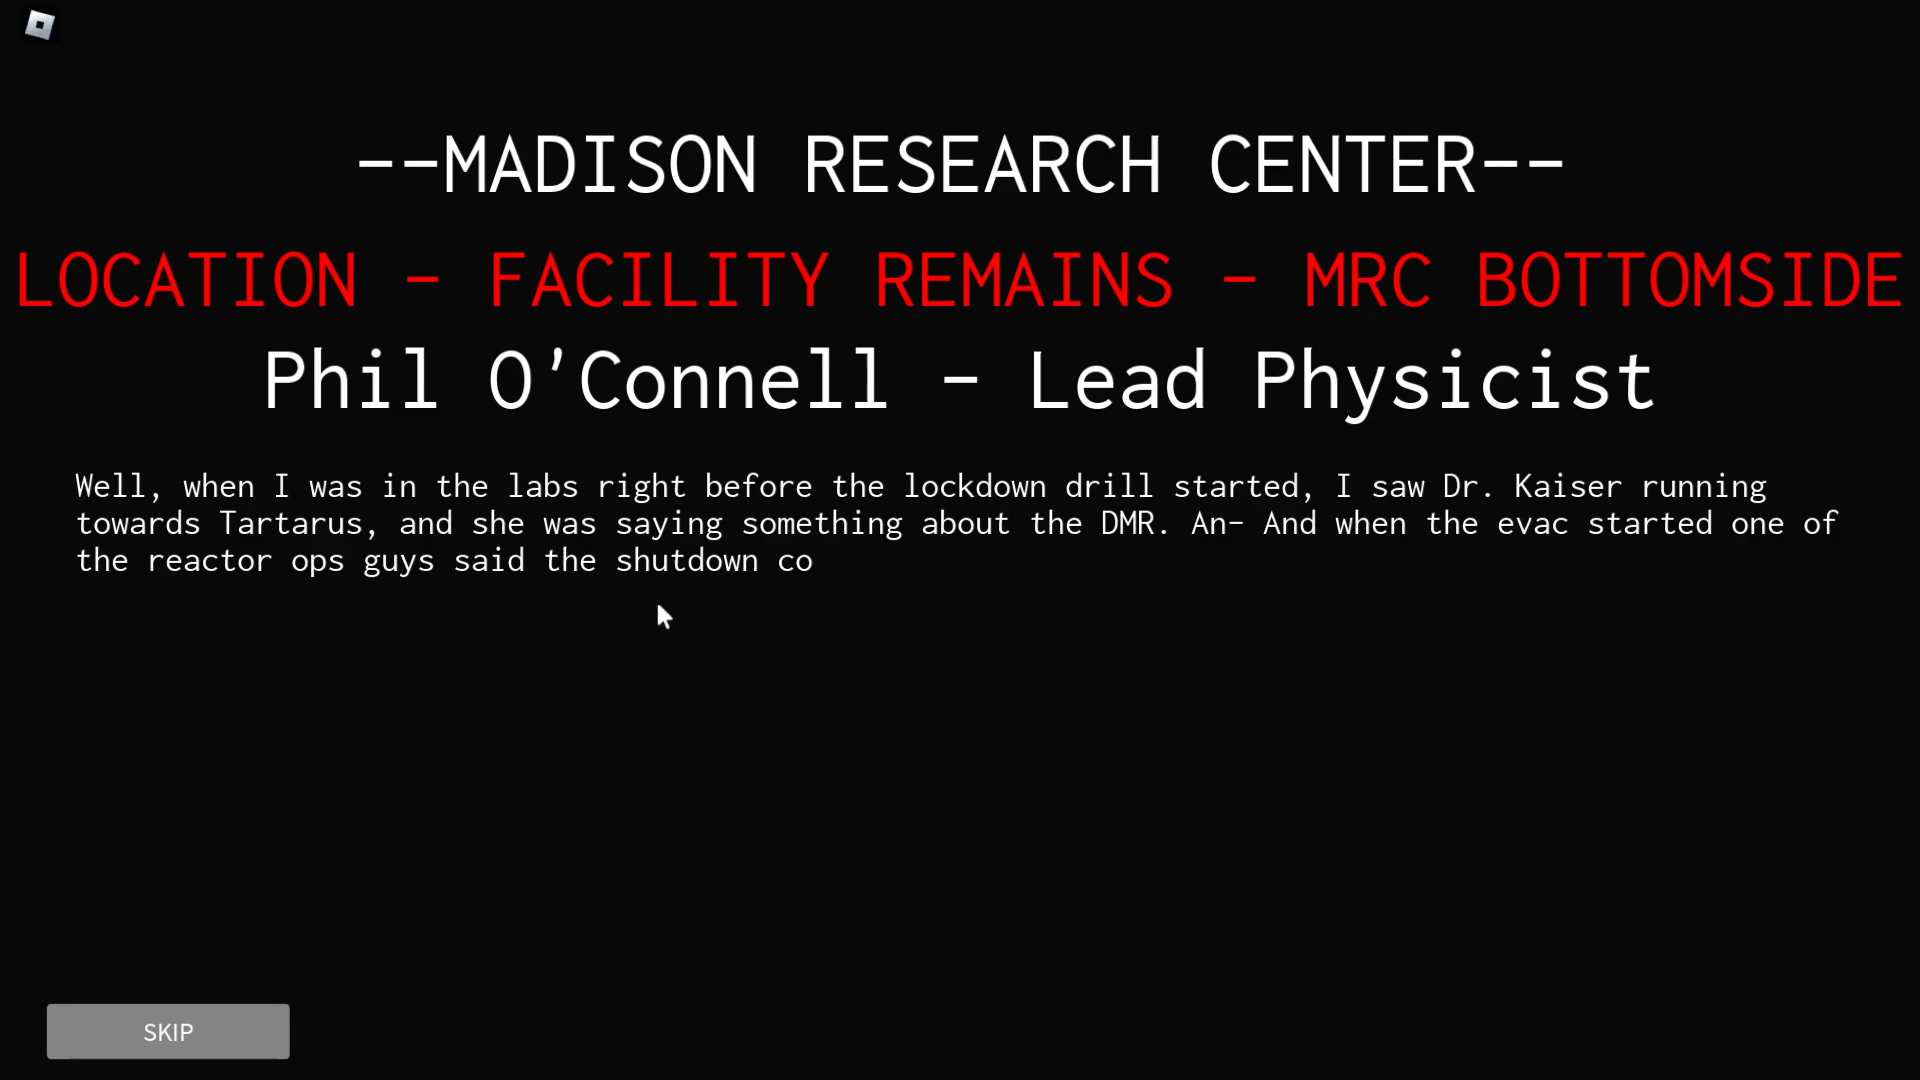 --MADISON RESEARCH CENTER--
LOCATION - FACILITY REMAINS - MRC BOTTOMSIDE
Phil O'Connell - Lead Physicist
Well, when I was in the labs right before the lockdown drill started, I saw Dr. Kaiser running
towards Tartarus, and she was saying something about the DMR. An- And when the evac started one of
the reactor ops guys said the shutdown co
SKIP